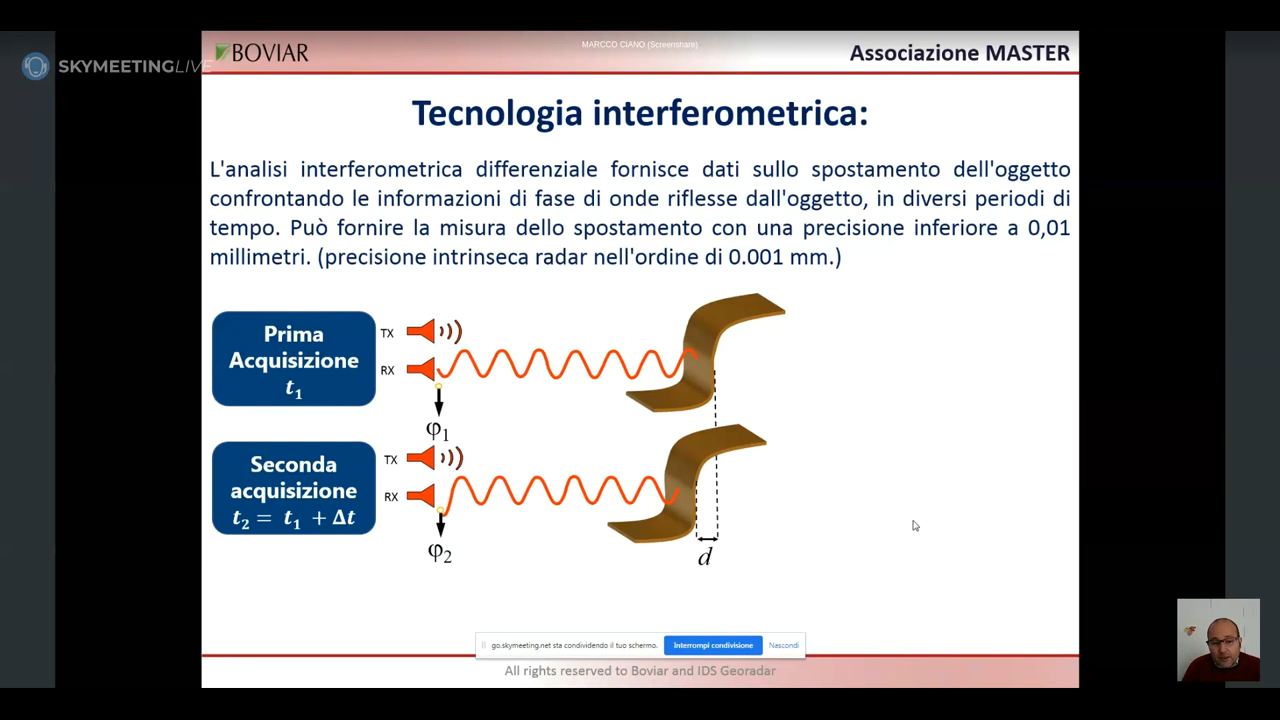 SKYMEETINGLIVE
BOVIAR
MARCCO CIANO (Screenshare)
Associazione MASTER
Tecnologia interferometrica:
L'analisi interferometrica differenziale fornisce dati sullo spostamento dell'oggetto
confrontando le informazioni di fase di onde riflesse dall'oggetto, in diversi periodi di
tempo. Può fornire la misura dello spostamento con una precisione inferiore a 0,01
millimetri. (precisione intrinseca radar nell'ordine di 0.001 mm.)
Prima
Acquisizione
t₁
TX
RX
φ₁
Seconda
acquisizione
t₂ = t₁ + Δt
TX
RX
φ₂
d
go.skymeeting.net sta condividendo il tuo schermo.
Interrompi condivisione
Nascondi
All rights reserved to Boviar and IDS Georadar